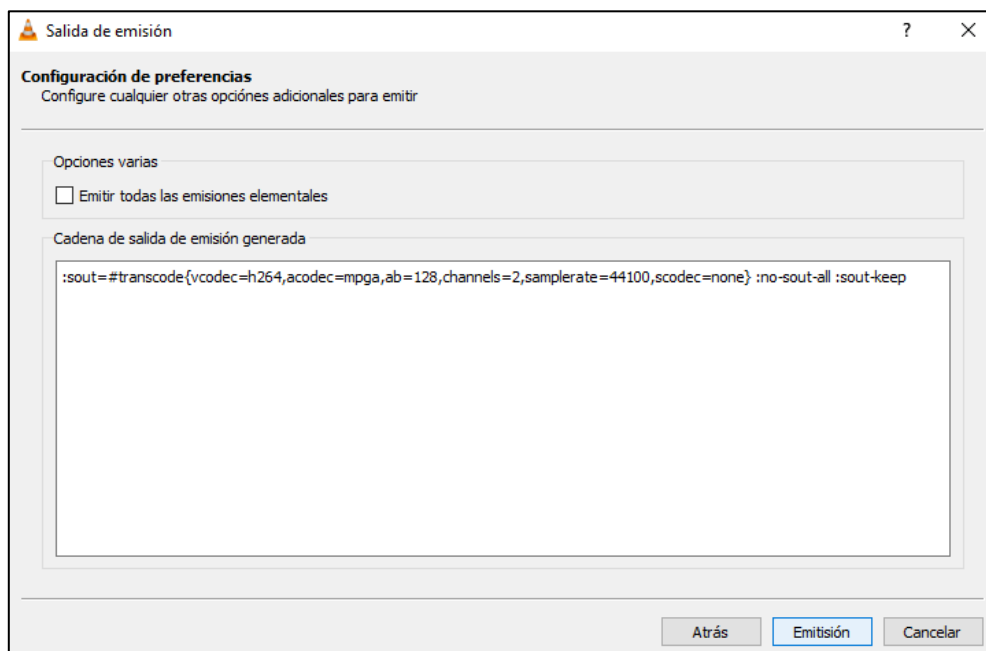 Salida de emisión
?
Configuración de preferencias
Configure cualquier otras opciónes adicionales para emitir
Opciones varias
Emitir todas las emisiones elementales
Cadena de salida de emisión generada
:sout=#transcode{vcodec=h264,acodec=mpga,ab=128,channels=2,samplerate=44100,scodec=none} :no-sout-all :sout-keep
Atrás Emitisión Cancelar